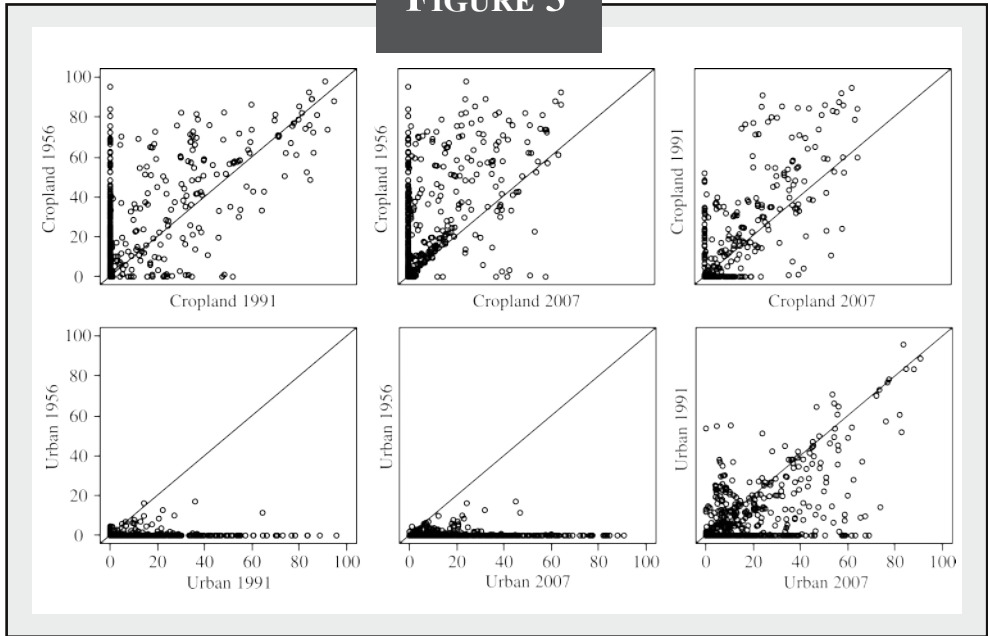 FIGURE 3
100
80
60
40
20
0
Cropland 1956
Cropland 1991
Cropland 1956
Cropland 2007
Cropland 1991
Cropland 2007
100
80
60
40
20
0
Urban 1956
0 20 40 60 80 100
Urban 1991
Urban 1956
0 20 40 60 80 100
Urban 2007
Urban 1991
0 20 40 60 80 100
Urban 2007